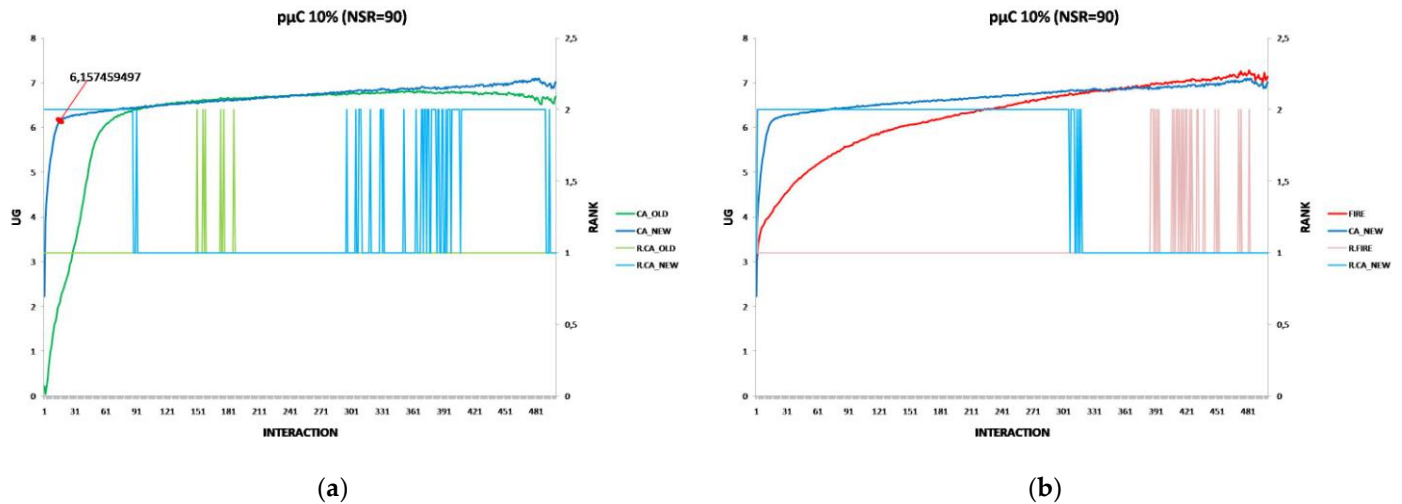 pμC 10% (NSR=90)
8
7
6
5
4
3
2
1
0
UG
6,157459497
2,5
2
1,5
1
0,5
0
RANK
CA_OLD
CA_NEW
R.CA_OLD
R.CA_NEW
1 31 61 91 121 151 181 211 241 271 301 331 361 391 421 451 481
INTERACTION
(a)
pμC 10% (NSR=90)
8
7
6
5
4
3
2
1
0
UG
2,5
2
1,5
1
0,5
0
RANK
FIRE
CA_NEW
R.FIRE
R.CA_NEW
1 31 61 91 121 151 181 211 241 271 301 331 361 391 421 451 481
INTERACTION
(b)